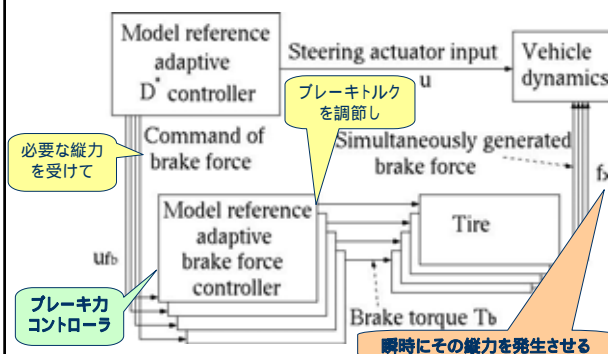 Model reference
adaptive
D* controller
Steering actuator input
u
Vehicle
dynamics
ブレーキトルク
を調節し
必要な縦力
を受けて
Command of
brake force
Simultaneously generated
brake force
fx
Model reference
adaptive
brake force
controller
Tire
ufb
ブレーキ力
コントローラ
Brake torque Tb
瞬時にその縦力を発生させる